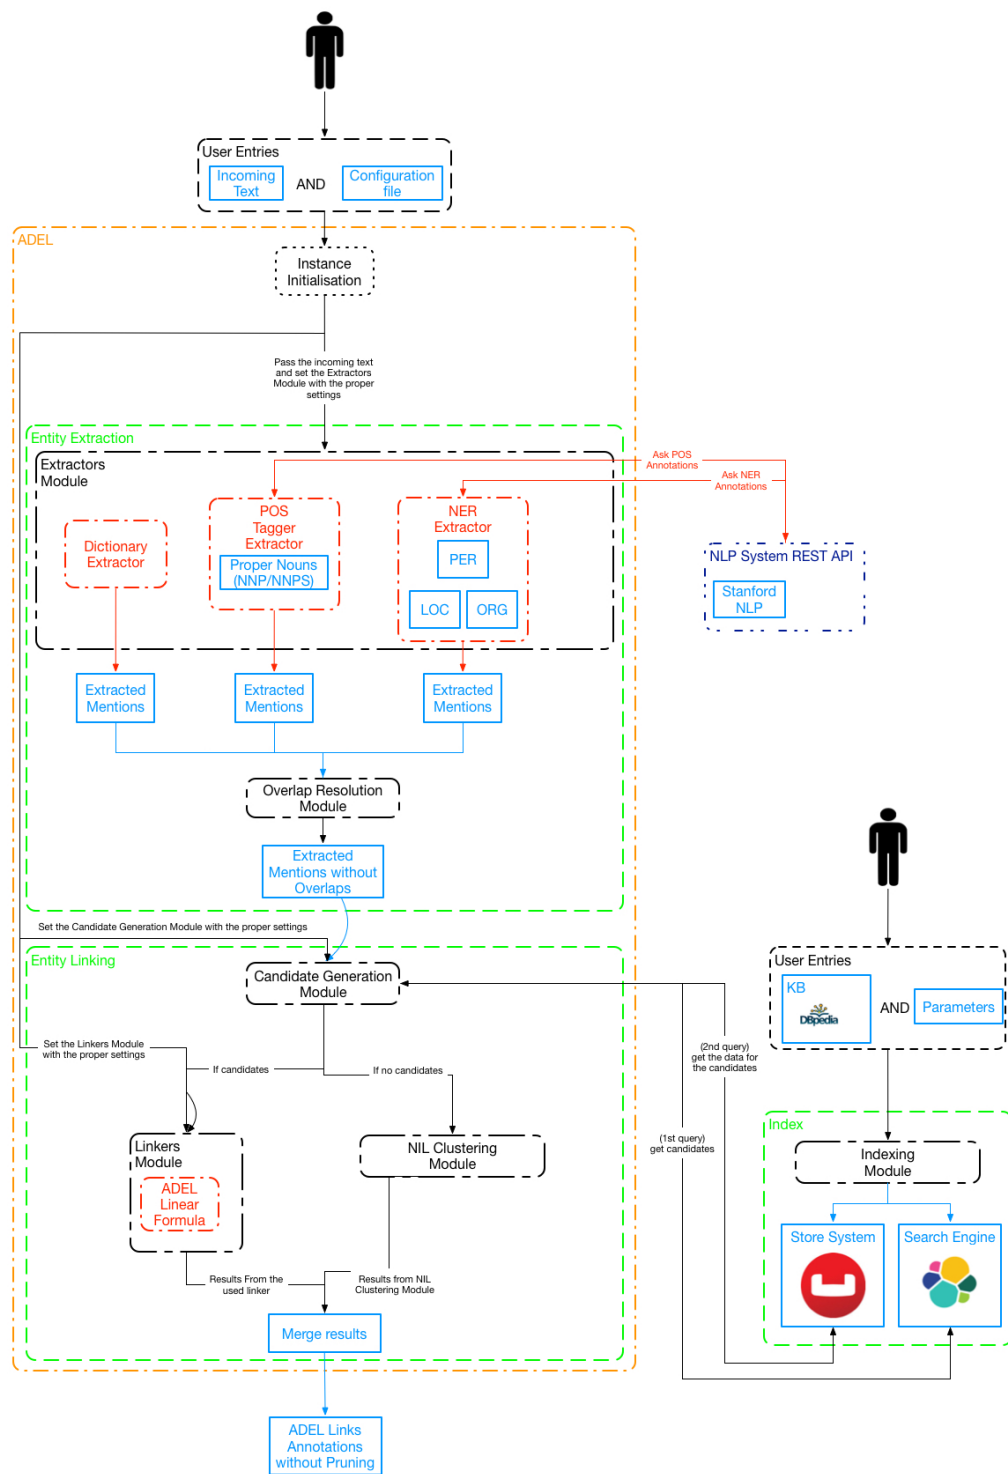 User Entries
Incoming
Text
AND
Configuration
file
ADEL
Instance
Initialisation
Pass the incoming text
and set the Extractors
Module with the proper
settings
Entity Extraction
Extractors
Module
Ask POS
Annotations
Ask NER
Annotations
Dictionary
Extractor
POS
Tagger
Extractor
Proper Nouns
(NNP/NNPS)
NER
Extractor
PER
LOC
ORG
NLP System REST API
Stanford
NLP
Extracted
Mentions
Extracted
Mentions
Extracted
Mentions
Overlap Resolution
Module
Extracted
Mentions without
Overlaps
Set the Candidate Generation Module with the proper settings
Entity Linking
Candidate Generation
Module
User Entries
KB
DBpedia
AND
Parameters
Set the Linkers Module
with the proper settings
If candidates
If no candidates
(2nd query)
get the data for
the candidates
(1st query)
get candidates
Linkers
Module
ADEL
Linear
Formula
NIL Clustering
Module
Index
Indexing
Module
Store System
Search Engine
Results From the
used linker
Results from NIL
Clustering Module
Merge results
ADEL Links
Annotations
without Pruning